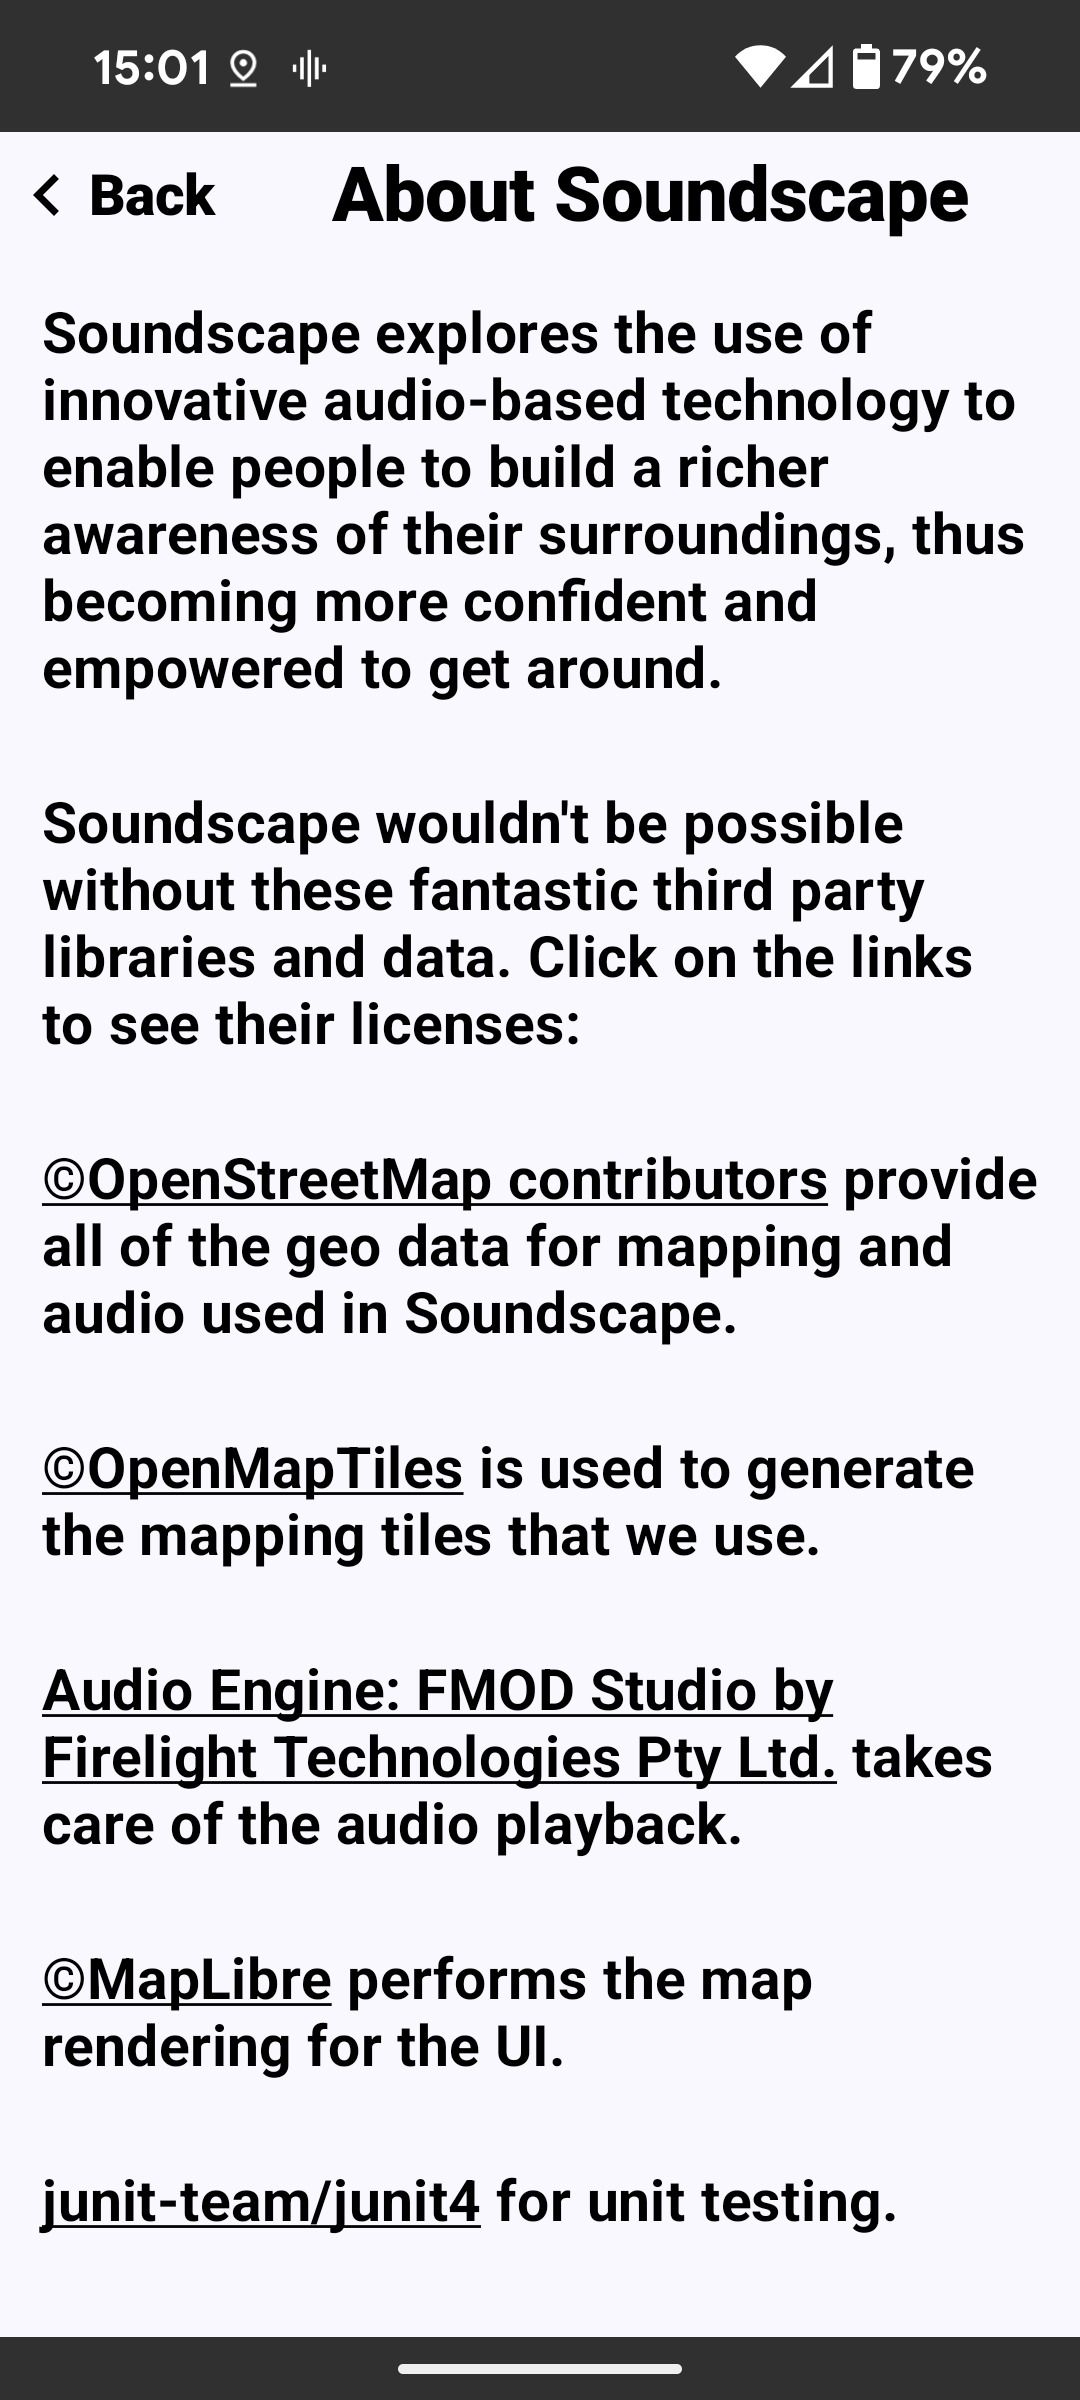 15:01 79%
Back About Soundscape
Soundscape explores the use of
innovative audio-based technology to
enable people to build a richer
awareness of their surroundings, thus
becoming more confident and
empowered to get around.
Soundscape wouldn't be possible
without these fantastic third party
libraries and data. Click on the links
to see their licenses:
©OpenStreetMap contributors provide
all of the geo data for mapping and
audio used in Soundscape.
©OpenMapTiles is used to generate
the mapping tiles that we use.
Audio Engine: FMOD Studio by
Firelight Technologies Pty Ltd. takes
care of the audio playback.
©MapLibre performs the map
rendering for the UI.
junit-team/junit4 for unit testing.